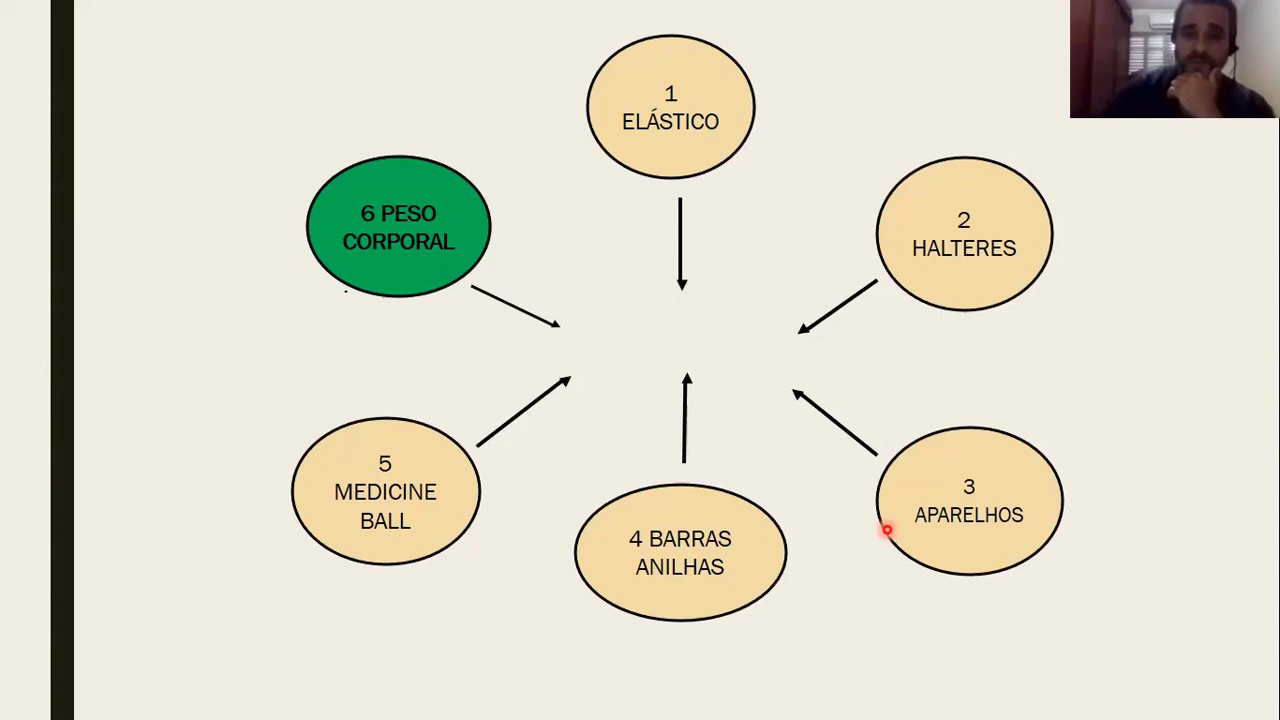 1
ELÁSTICO
2
HALTERES
3
APARELHOS
4 BARRAS
ANILHAS
5
MEDICINE
BALL
6 PESO
CORPORAL